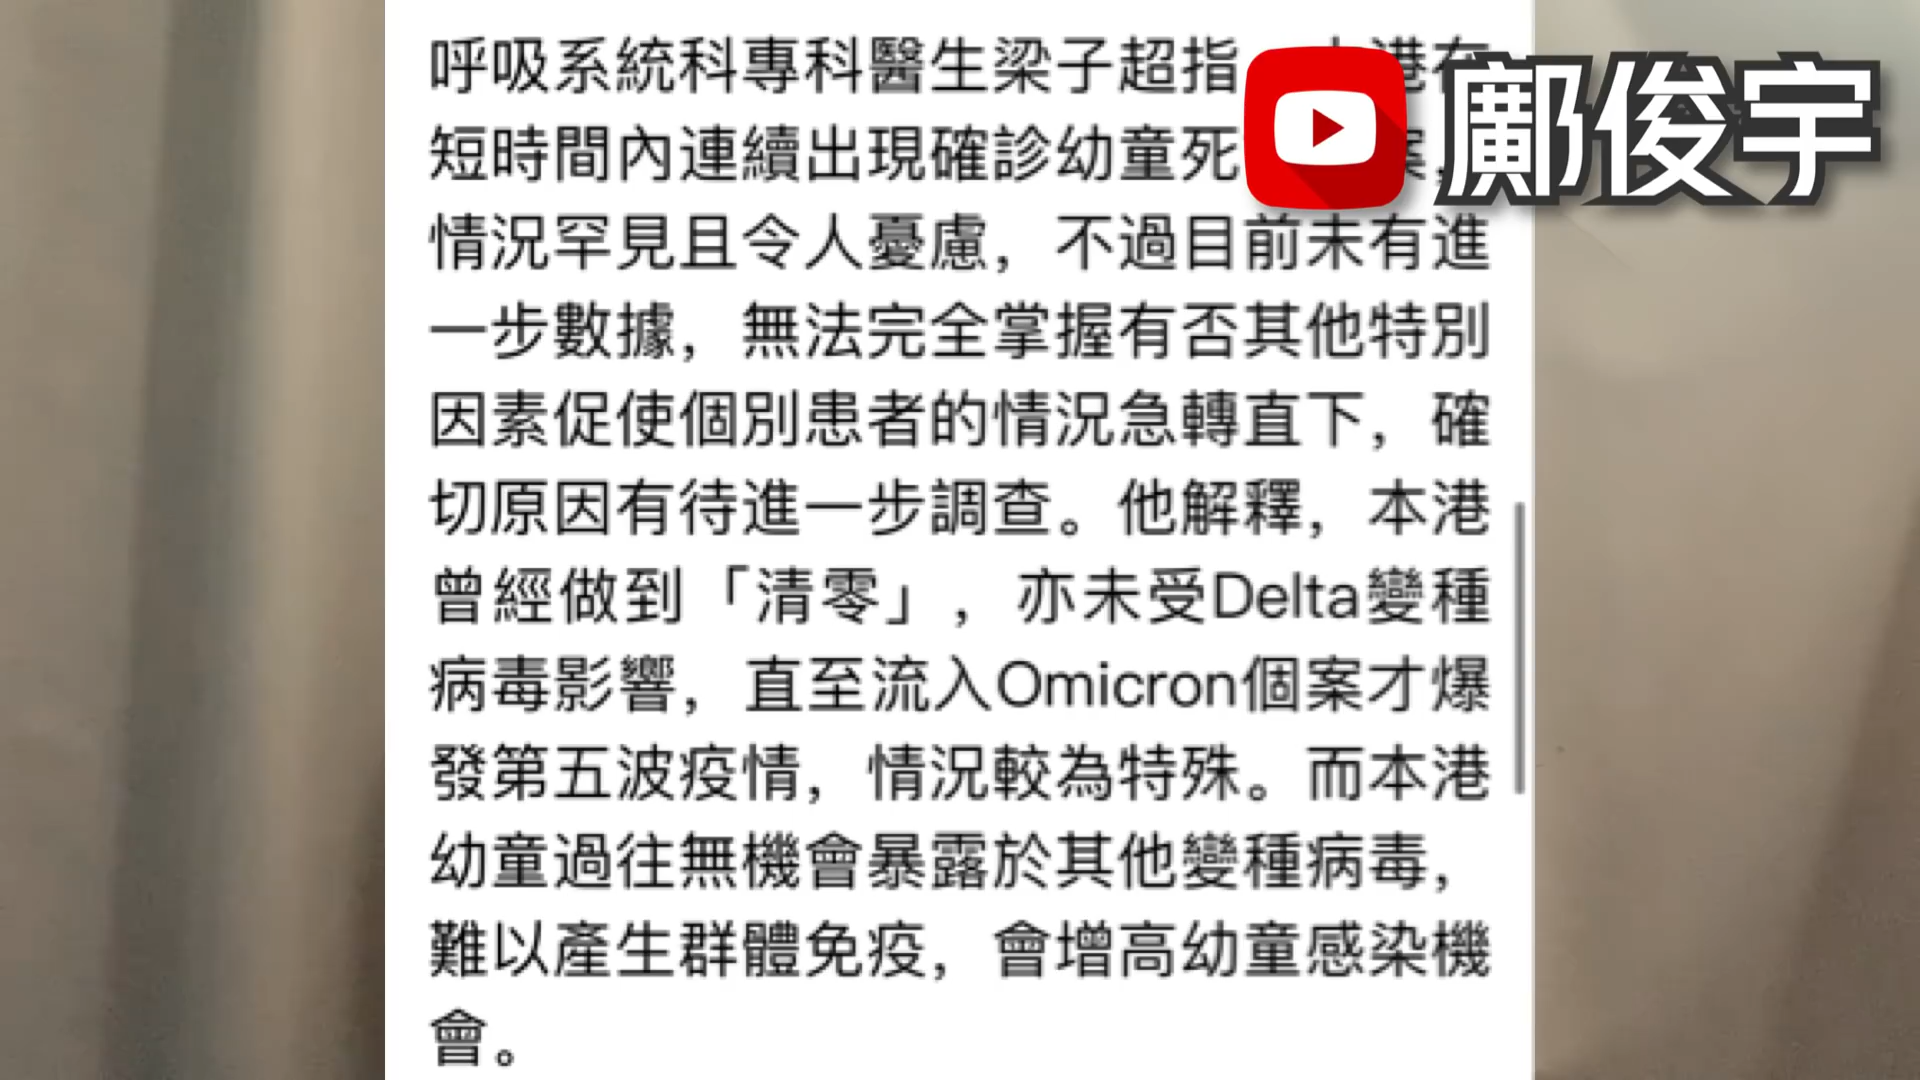 呼吸系統科專科醫生梁子超指
短時間內連續出現確診幼童死
情況罕見且令人憂慮，不過目前未有進
一步數據，無法完全掌握有否其他特別
因素促使個別患者的情況急轉直下，確
切原因有待進一步調查。他解釋，本港
曾經做到「清零」，亦未受Delta變種
病毒影響，直至流入Omicron個案才爆
發第五波疫情，情況較為特殊。而本港
幼童過往無機會暴露於其他變種病毒，
難以產生群體免疫，會增高幼童感染機
會。
鄺俊宇